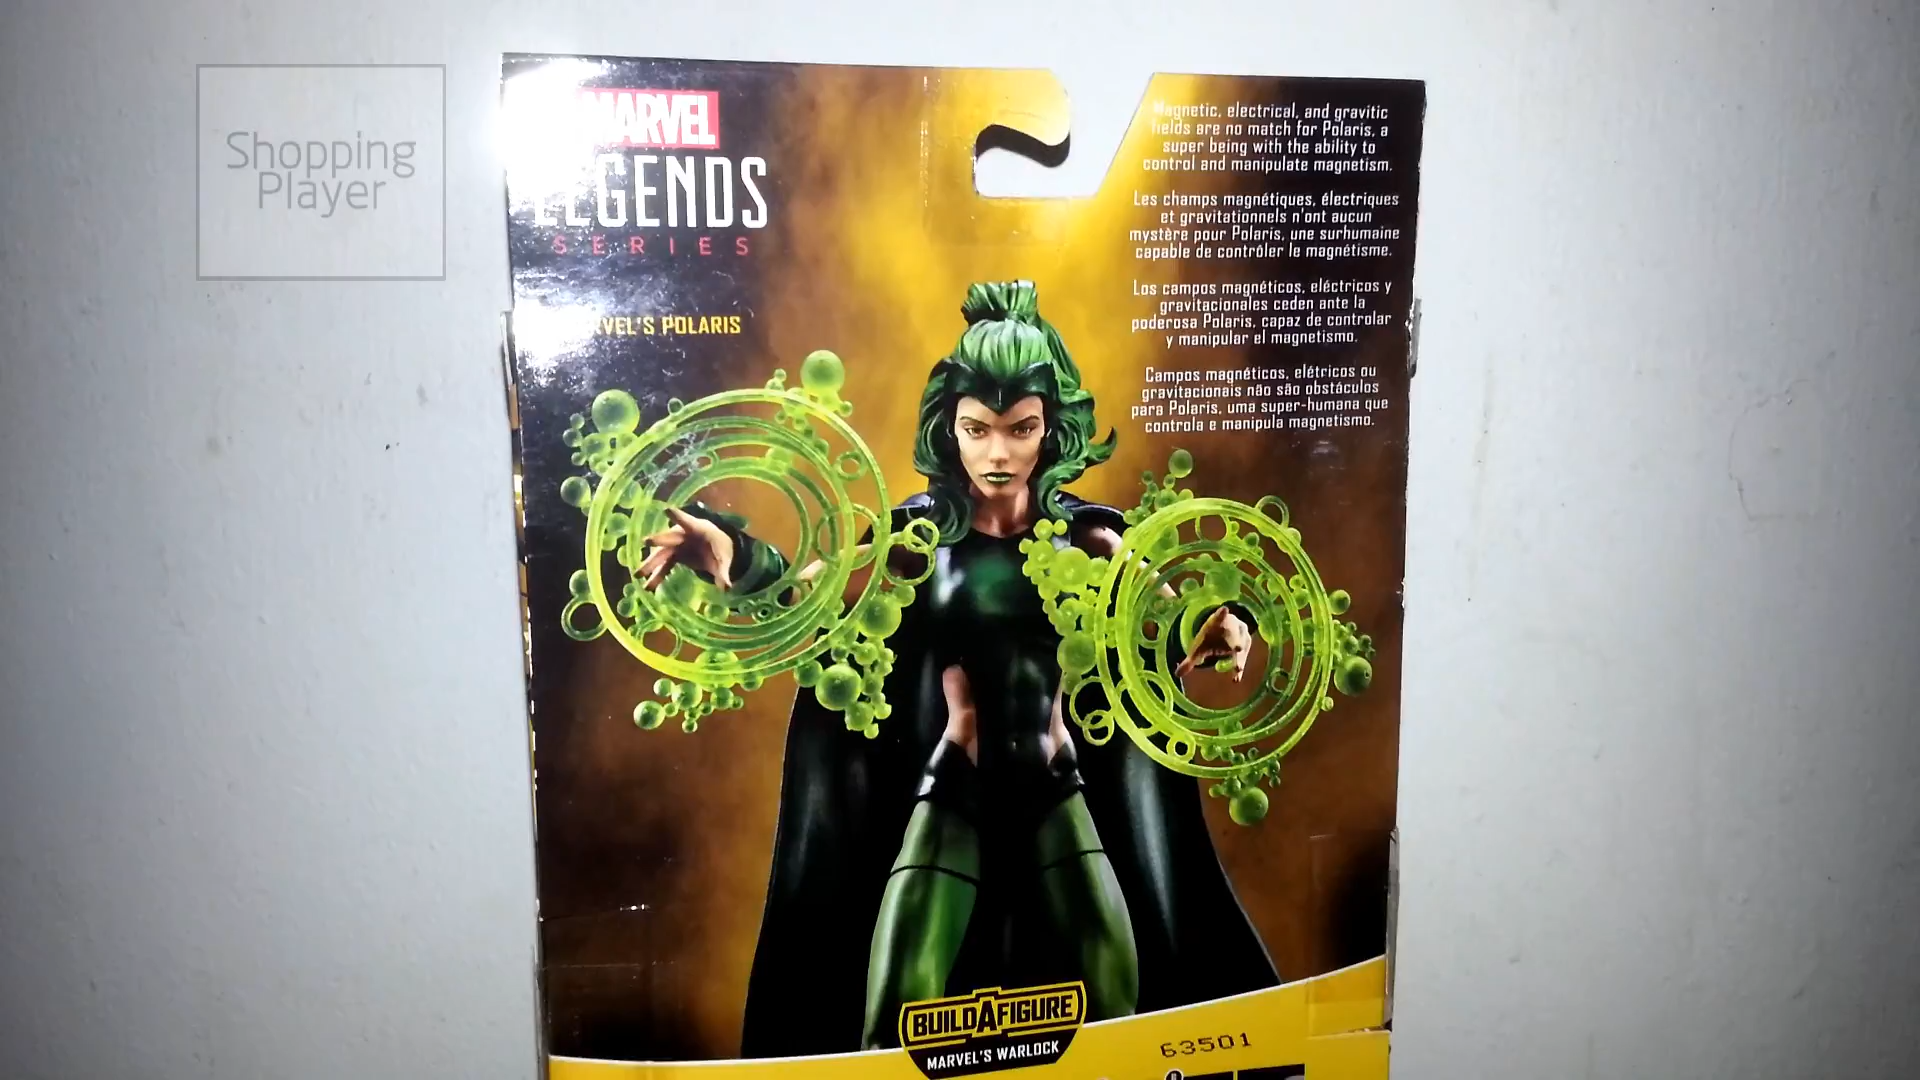 Shopping
Player
MARVEL
LEGENDS
SERIES
MARVEL'S POLARIS
Magnetic, electrical, and gravitic
fields are no match for Polaris, a
super being with the ability to
control and manipulate magnetism.
Les champs magnétiques, électriques
et gravitationnels n'ont aucun
mystère pour Polaris, une surhumaine
capable de contrôler le magnétisme.
Los campos magnéticos, eléctricos y
gravitacionales ceden ante la
poderosa Polaris, capaz de controlar
y manipular el magnetismo.
Campos magnéticos, elétricos ou
gravitacionais não são obstáculos
para Polaris, uma super-humana que
controla e manipula magnetismo.
BUILDAFIGURE
MARVEL'S WARLOCK
63501